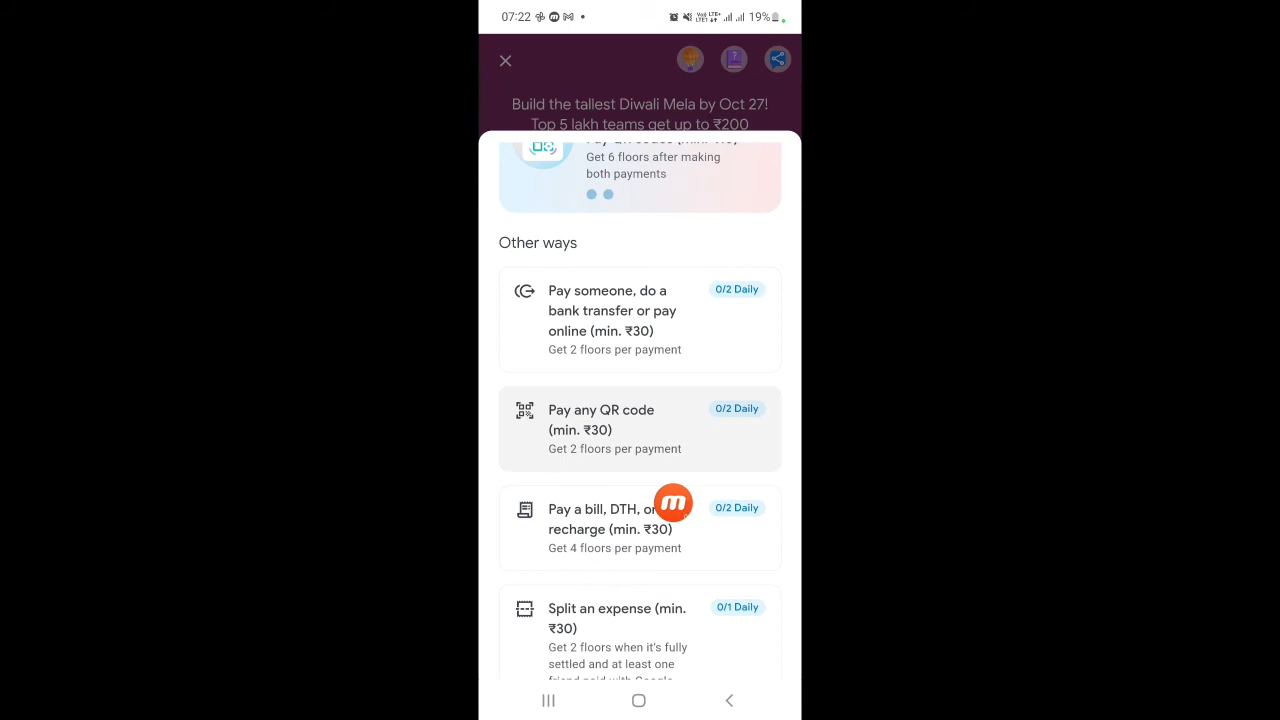 07:22
19%
Build the tallest Diwali Mela by Oct 27!
Top 5 lakh teams get up to ₹200
Get 6 floors after making
both payments
Other ways
Pay someone, do a
bank transfer or pay
online (min. ₹30)
0/2 Daily
Get 2 floors per payment
Pay any QR code
(min. ₹30)
0/2 Daily
Get 2 floors per payment
Pay a bill, DTH, or
recharge (min. ₹30)
0/2 Daily
Get 4 floors per payment
Split an expense (min.
₹30)
0/1 Daily
Get 2 floors when it's fully
settled and at least one